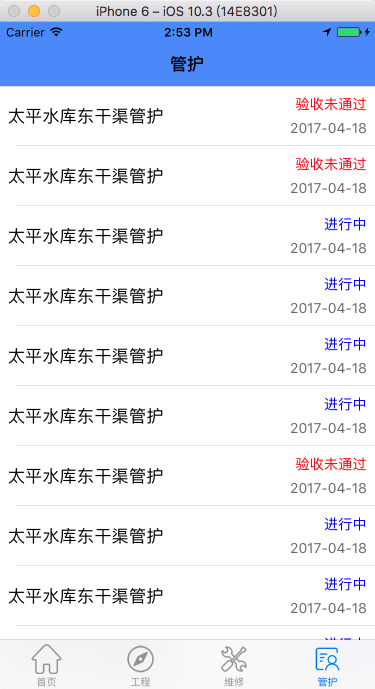 iPhone 6 – iOS 10.3 (14E8301)
Carrier 2:53 PM
管护
太平水库东干渠管护 验收未通过
2017-04-18
太平水库东干渠管护 验收未通过
2017-04-18
太平水库东干渠管护 进行中
2017-04-18
太平水库东干渠管护 进行中
2017-04-18
太平水库东干渠管护 进行中
2017-04-18
太平水库东干渠管护 进行中
2017-04-18
太平水库东干渠管护 验收未通过
2017-04-18
太平水库东干渠管护 进行中
2017-04-18
太平水库东干渠管护 进行中
2017-04-18
首页 工程 维修 管护